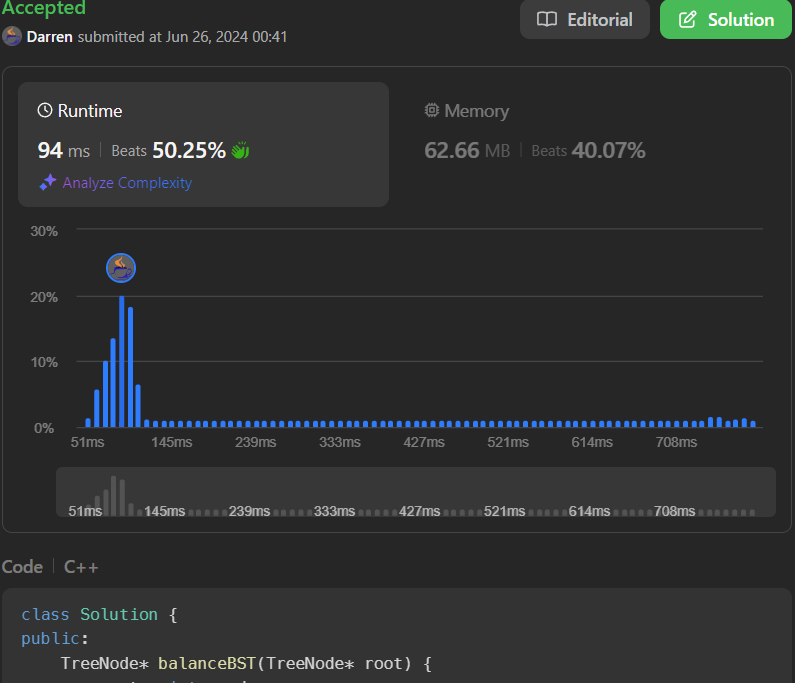 Accepted
Editorial
Solution
Darren submitted at Jun 26, 2024 00:41
Runtime
94 ms | Beats 50.25%
Analyze Complexity
Memory
62.66 MB | Beats 40.07%
30%
20%
10%
0%
51ms 145ms 239ms 333ms 427ms 521ms 614ms 708ms
51ms 145ms 239ms 333ms 427ms 521ms 614ms 708ms
Code | C++
class Solution {
public:
    TreeNode* balanceBST(TreeNode* root) {